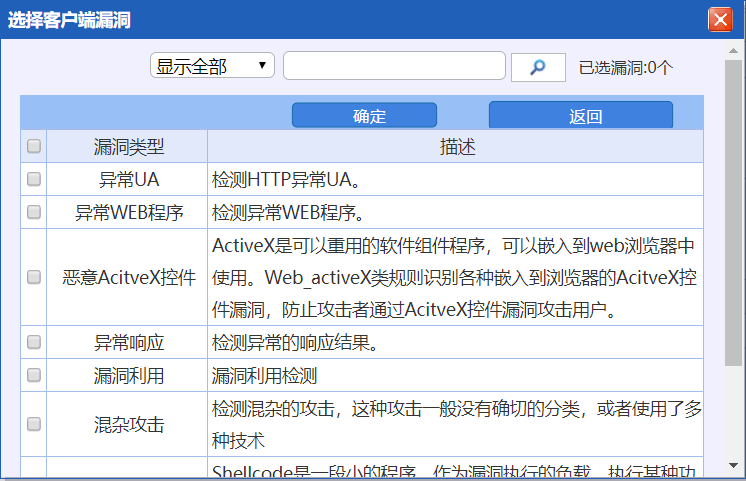 选择客户端漏洞
显示全部 已选漏洞:0个
确定 返回
漏洞类型 描述
异常UA 检测HTTP异常UA。
异常WEB程序 检测异常WEB程序。
恶意AcitveX控件 ActiveX是可以重用的软件组件程序，可以嵌入到web浏览器中
使用。Web_activeX类规则识别各种嵌入到浏览器的AcitveX控
件漏洞，防止攻击者通过AcitveX控件漏洞攻击用户。
异常响应 检测异常的响应结果。
漏洞利用 漏洞利用检测
混杂攻击 检测混杂的攻击，这种攻击一般没有确切的分类，或者使用了多
种技术
Shellcode是一段小的程序，作为漏洞执行的负载，执行某种功